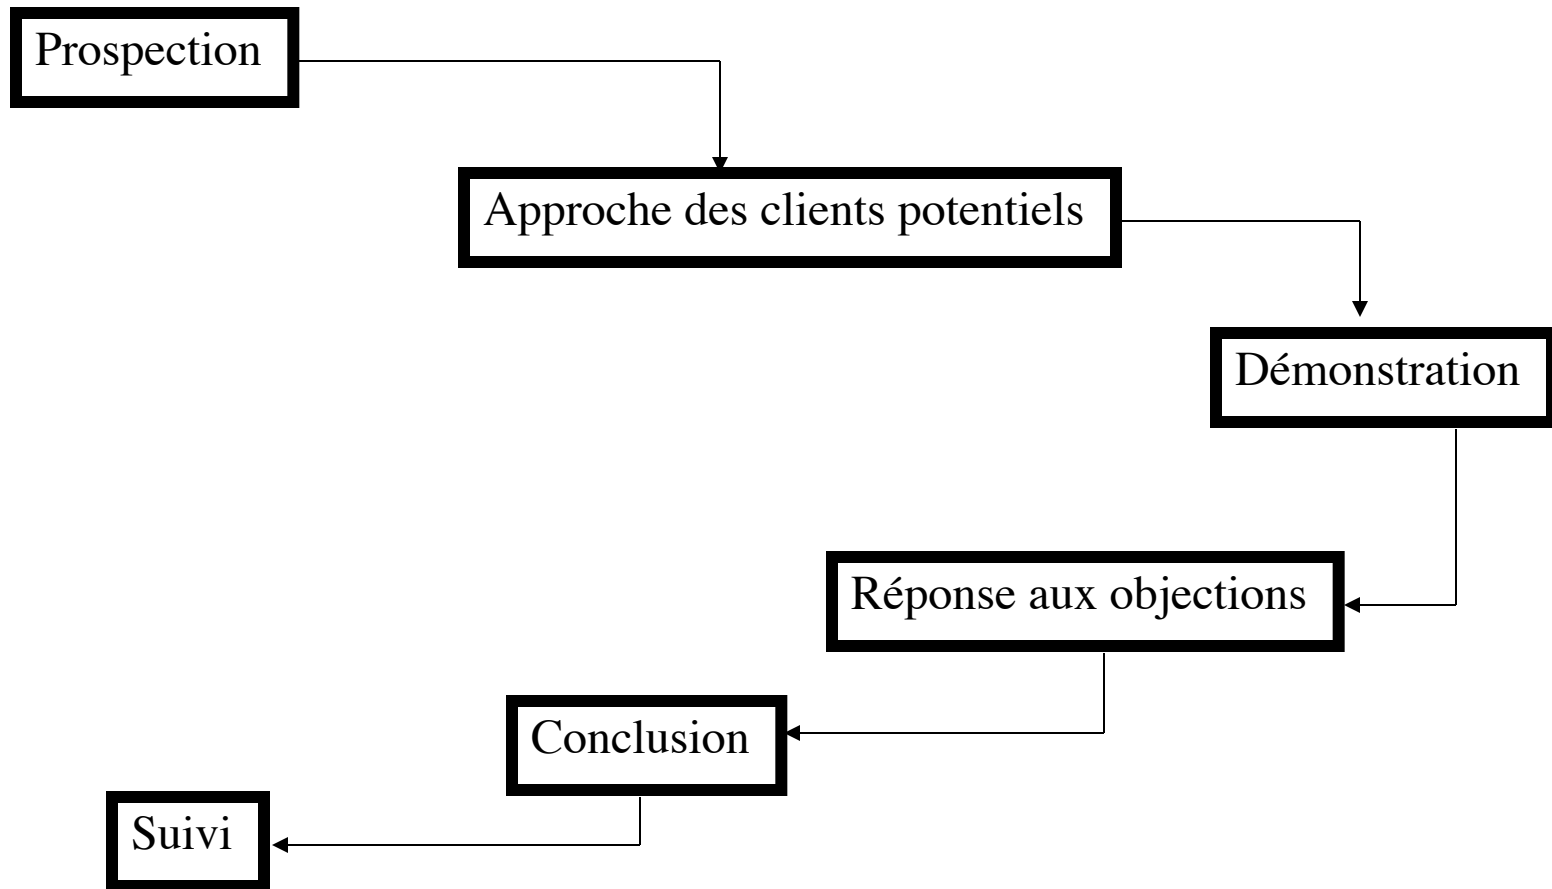 Prospection
Approche des clients potentiels
Démonstration
Réponse aux objections
Conclusion
Suivi